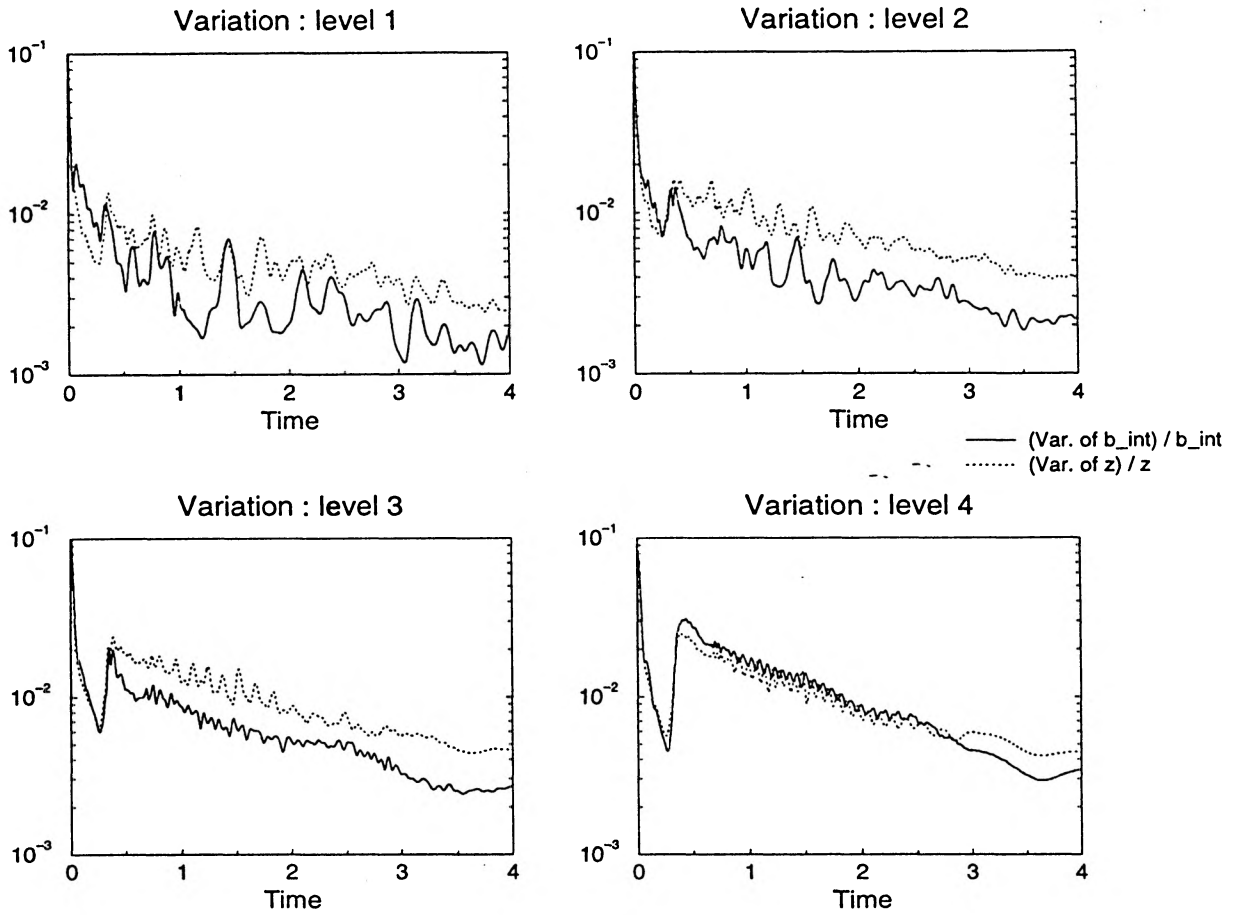 Variation : level 1
10⁻¹
10⁻²
10⁻³
0 1 2 3 4
Time
Variation : level 2
10⁻¹
10⁻²
10⁻³
0 1 2 3 4
Time
(Var. of b_int) / b_int
(Var. of z) / z
Variation : level 3
10⁻¹
10⁻²
10⁻³
0 1 2 3 4
Time
Variation : level 4
10⁻¹
10⁻²
10⁻³
0 1 2 3 4
Time